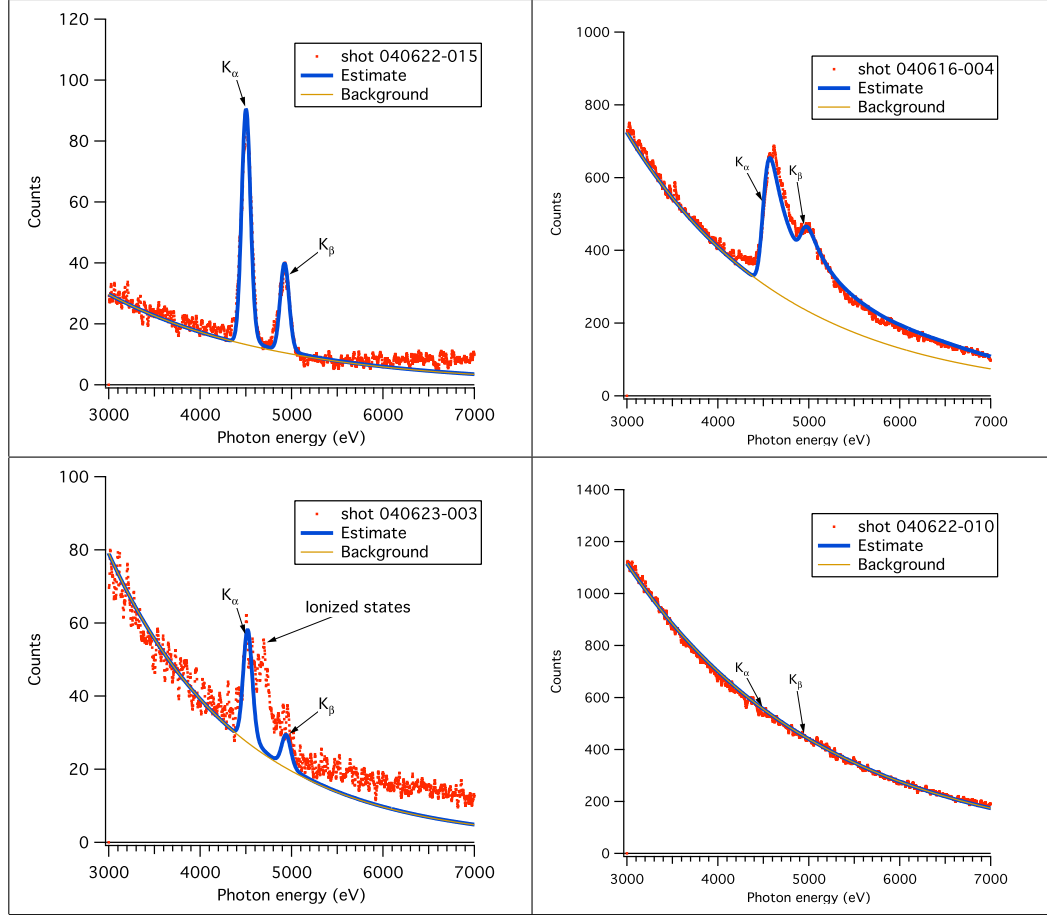 120
100
80
60
40
20
0
Counts
3000
4000
5000
6000
7000
Photon energy (eV)
Kα
Kβ
shot 040622-015
Estimate
Background
1000
800
600
400
200
0
Counts
3000
4000
5000
6000
7000
Photon energy (eV)
Kα
Kβ
shot 040616-004
Estimate
Background
100
80
60
40
20
0
Counts
3000
4000
5000
6000
7000
Photon energy (eV)
Kα
Ionized states
Kβ
shot 040623-003
Estimate
Background
1400
1200
1000
800
600
400
200
0
Counts
3000
4000
5000
6000
7000
Photon energy (eV)
Kα
Kβ
shot 040622-010
Estimate
Background